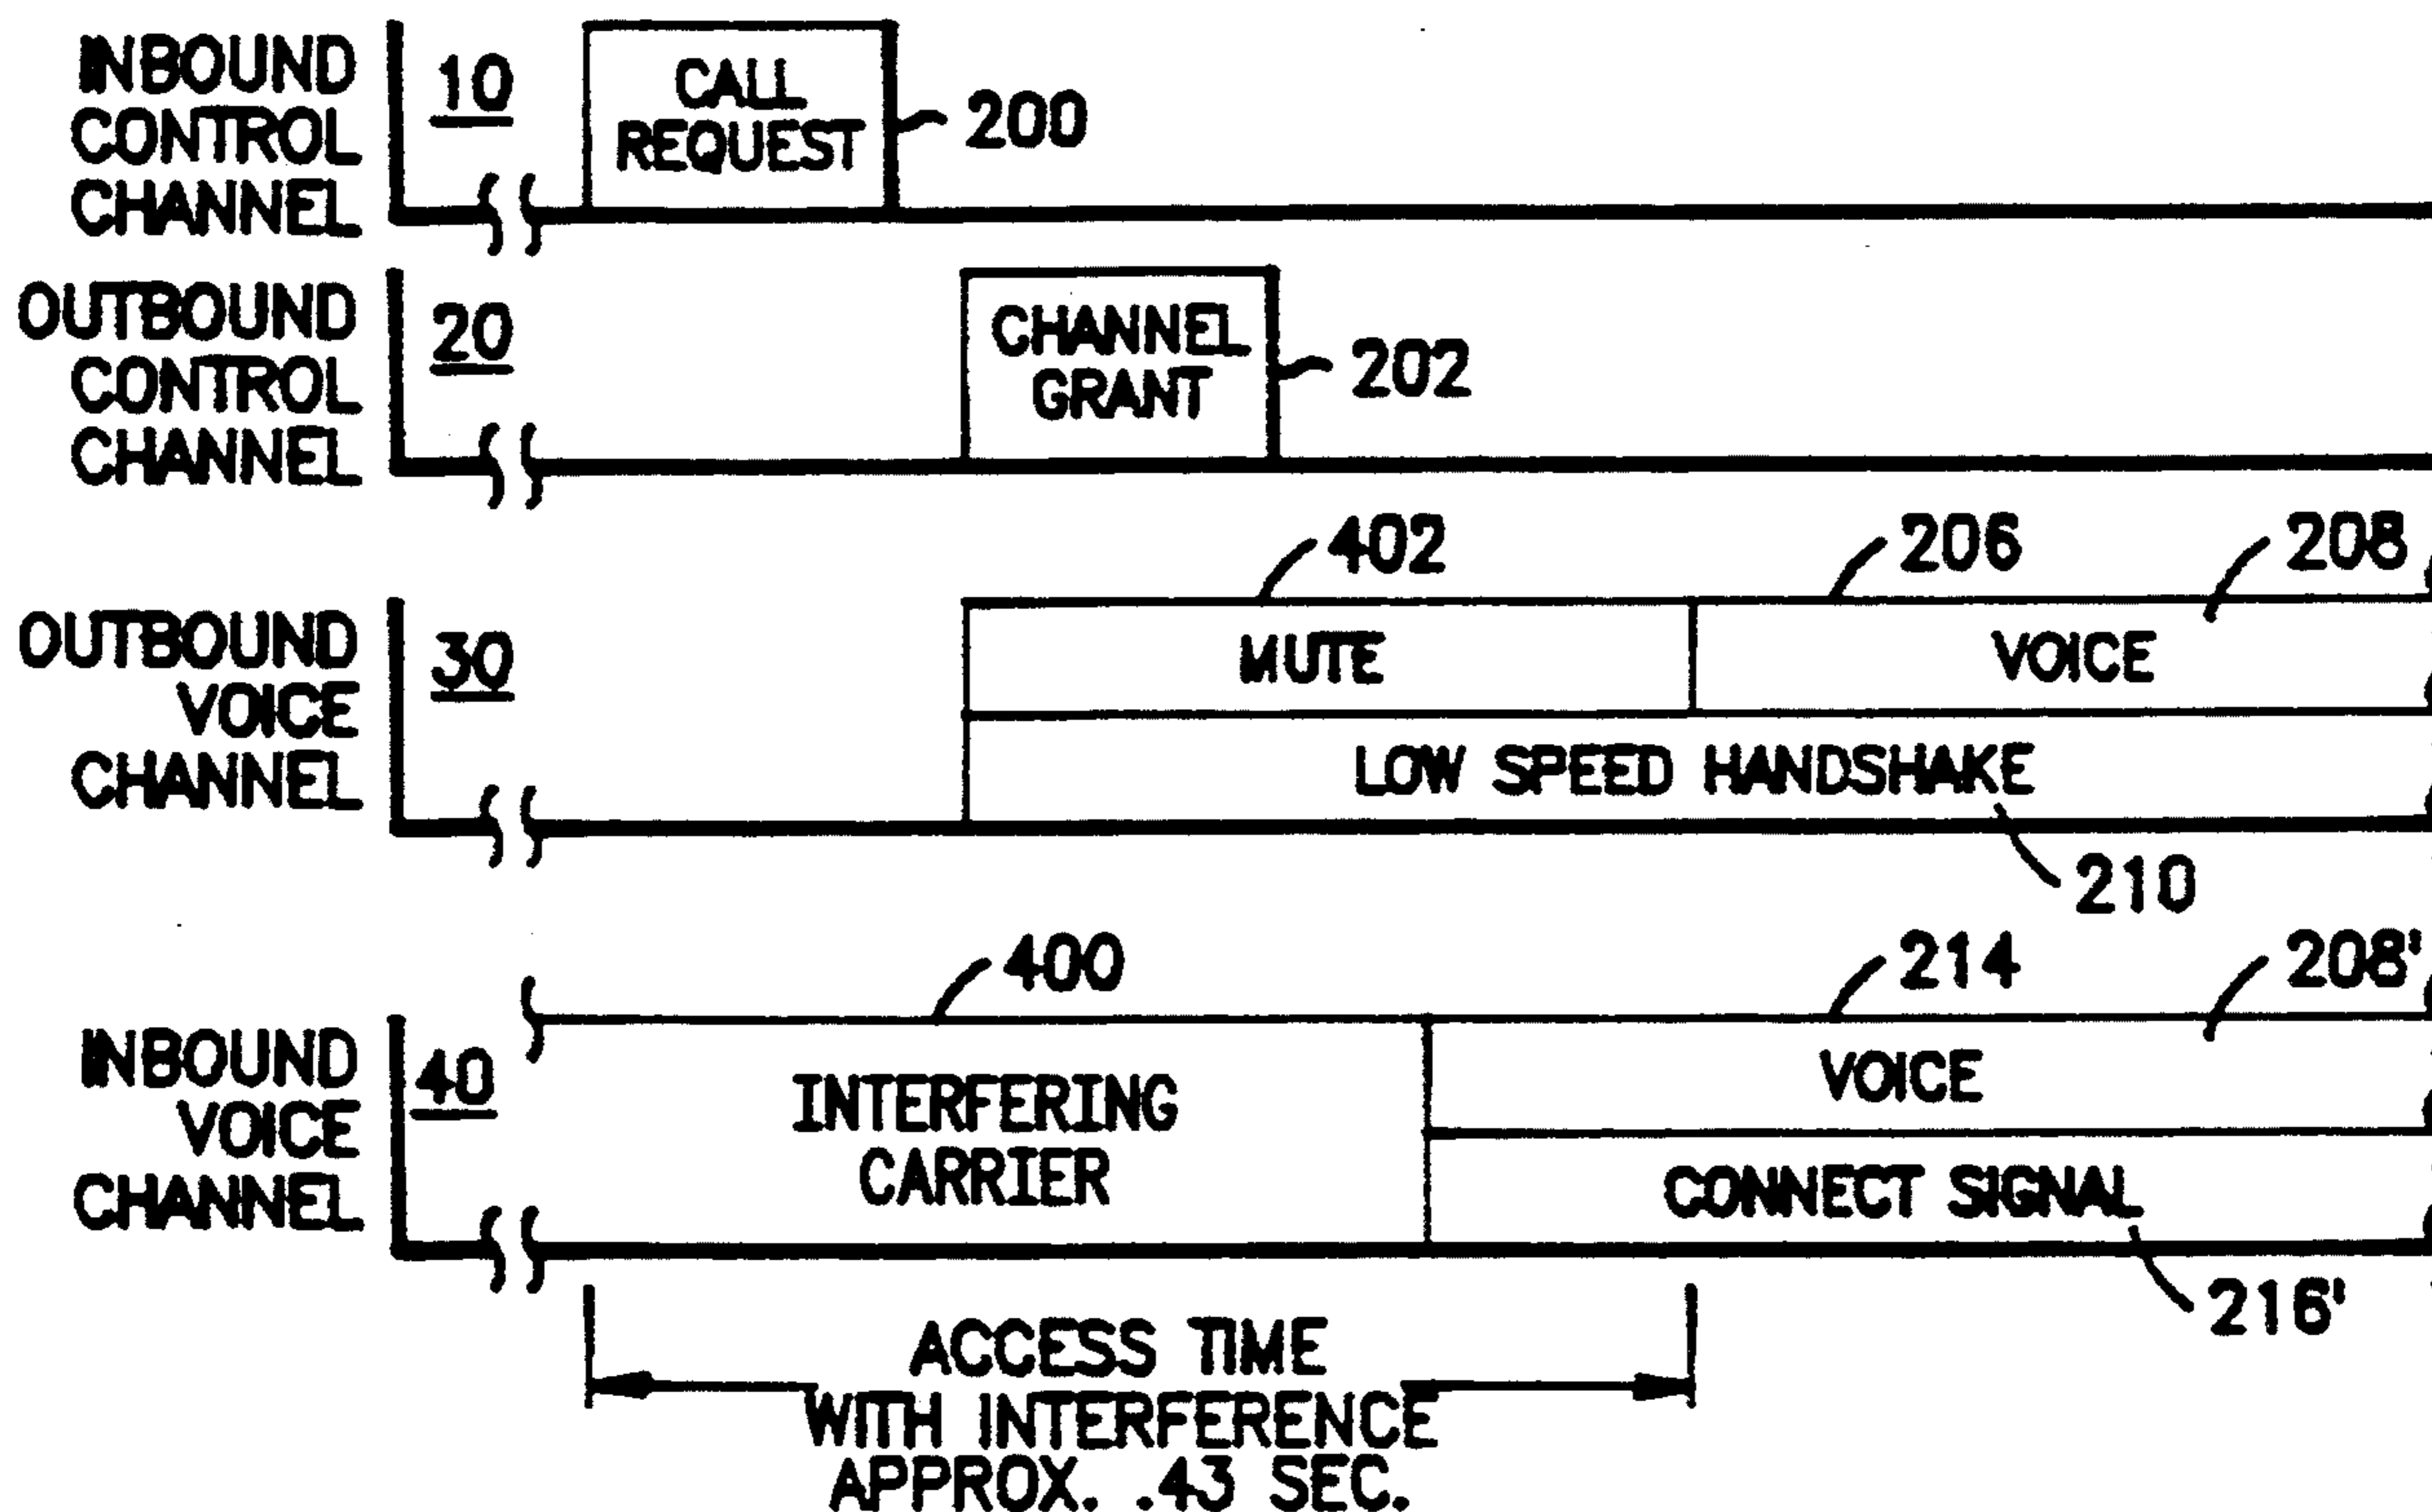 INBOUND
CONTROL
CHANNEL
10
CALL
REQUEST
200
OUTBOUND
CONTROL
CHANNEL
20
CHANNEL
GRANT
202
OUTBOUND
VOICE
CHANNEL
30
402
206
208
MUTE
VOICE
LOW SPEED HANDSHAKE
210
INBOUND
VOICE
CHANNEL
40
400
214
208'
INTERFERING
CARRIER
VOICE
CONNECT SIGNAL
216'
ACCESS TIME
WITH INTERFERENCE
APPROX. .43 SEC.